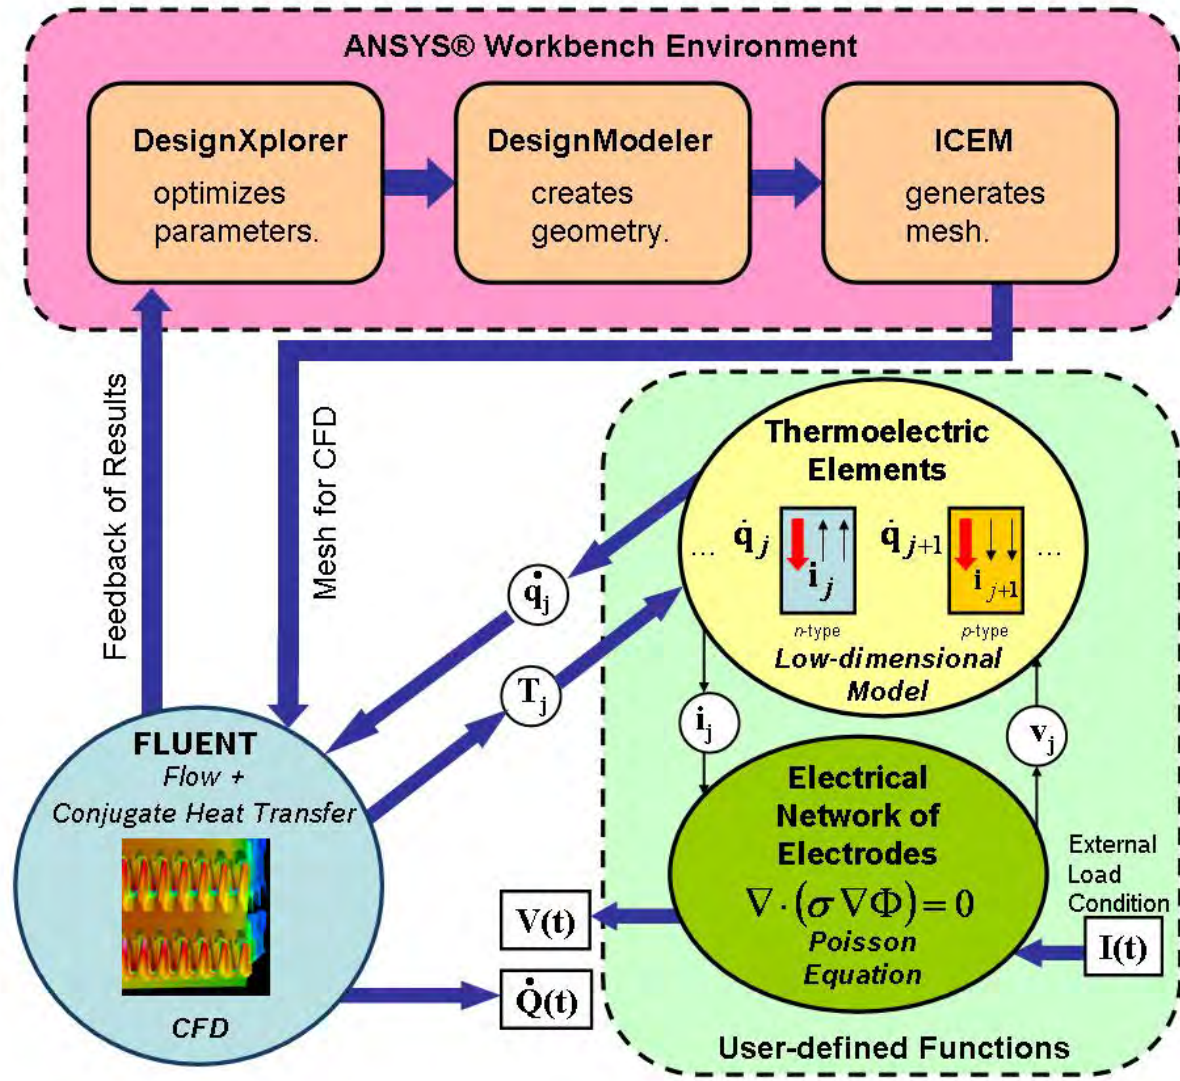 ANSYS® Workbench Environment
DesignXplorer
optimizes
parameters.
DesignModeler
creates
geometry.
ICEM
generates
mesh.
Feedback of Results
Mesh for CFD
Thermoelectric
Elements
... q̇ j q̇ j+1 ...
i j i j+1
n-type p-type
Low-dimensional
Model
q̇j
Tj
ij
vj
FLUENT
Flow +
Conjugate Heat Transfer
CFD
Electrical
Network of
Electrodes
∇·(σ∇Φ)=0
Poisson
Equation
External
Load
Condition
I(t)
V(t)
Q̇(t)
User-defined Functions